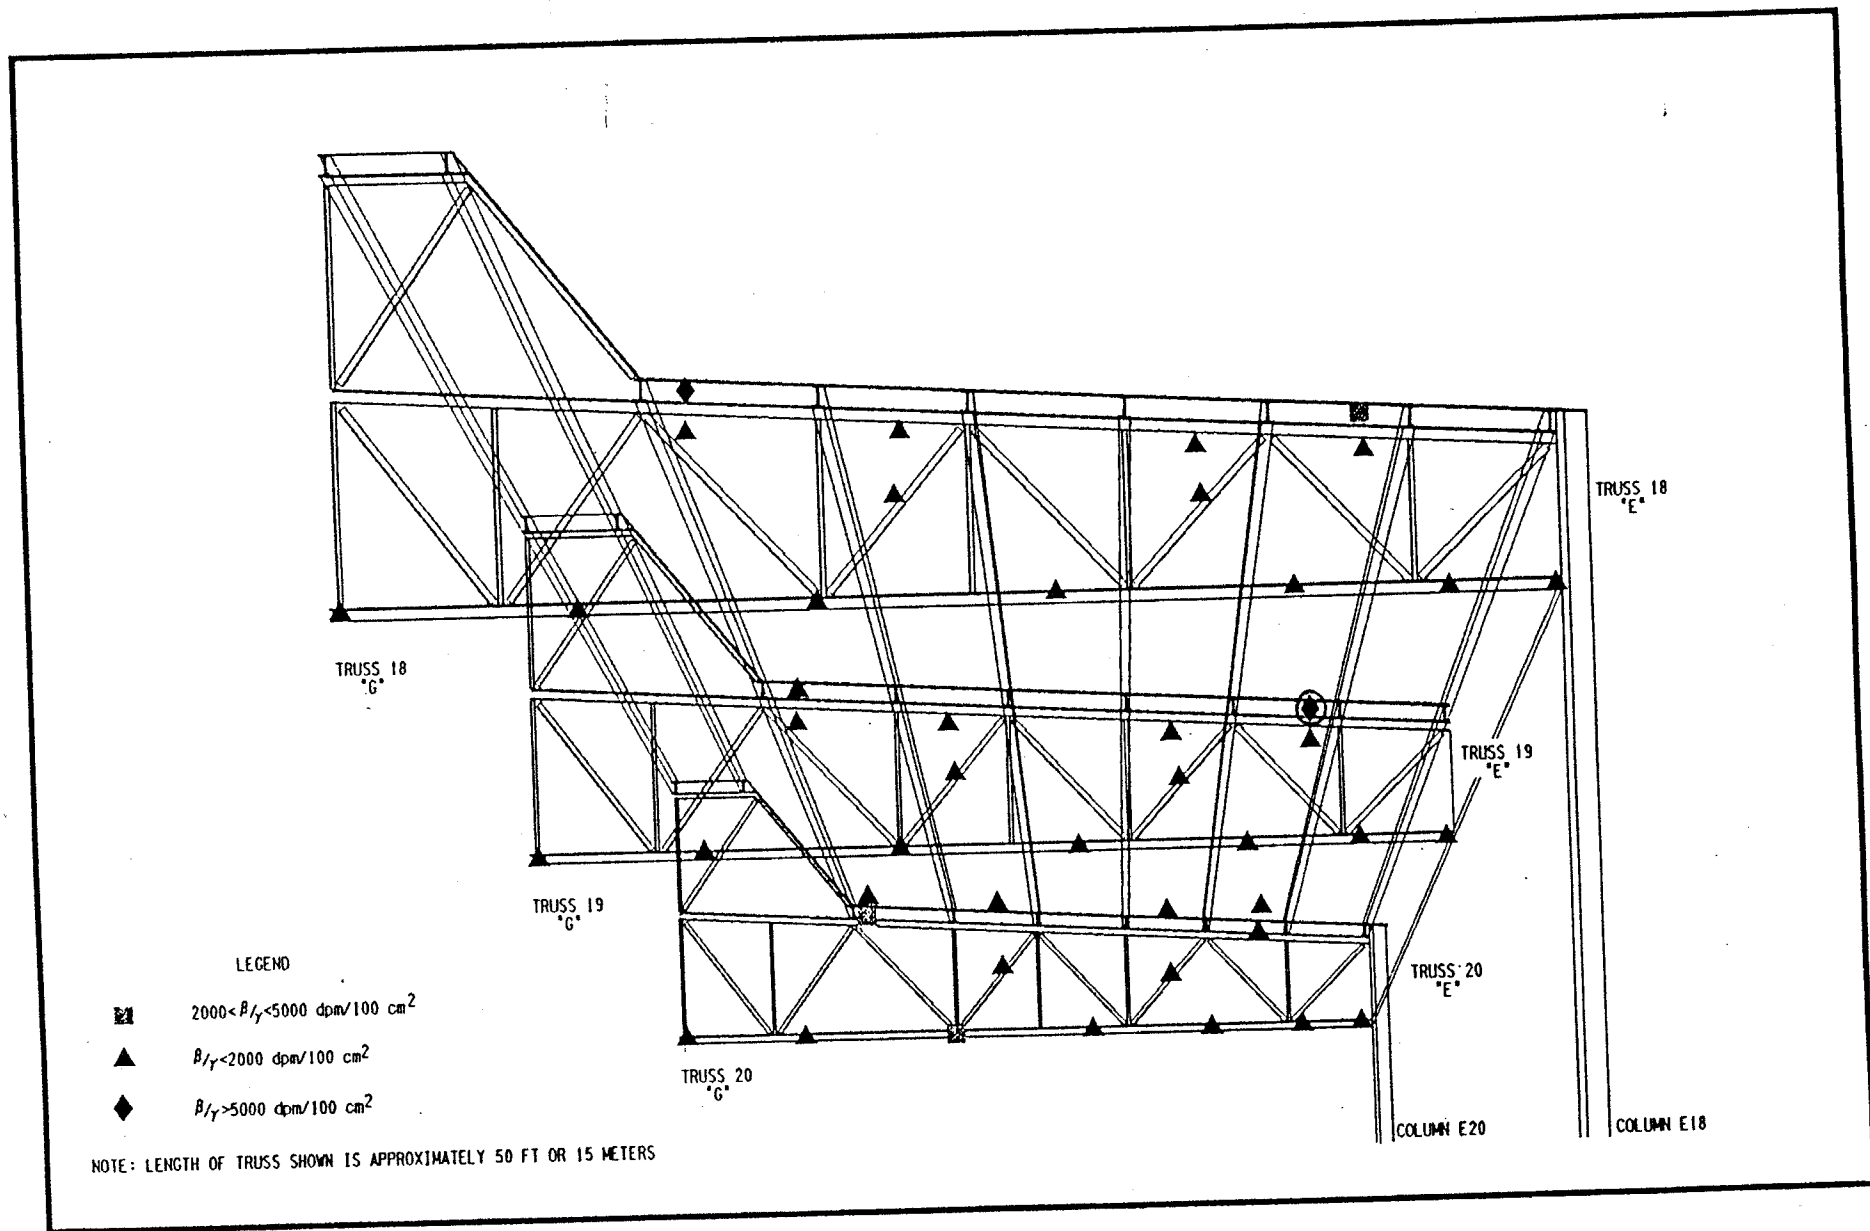 TRUSS 18
"E"
TRUSS 18
"G"
TRUSS 19
"E"
TRUSS 19
"G"
TRUSS 20
"E"
TRUSS 20
"G"
COLUMN E20
COLUMN E18
LEGEND
2000<β/γ<5000 dpm/100 cm²
β/γ<2000 dpm/100 cm²
β/γ>5000 dpm/100 cm²
NOTE: LENGTH OF TRUSS SHOWN IS APPROXIMATELY 50 FT OR 15 METERS